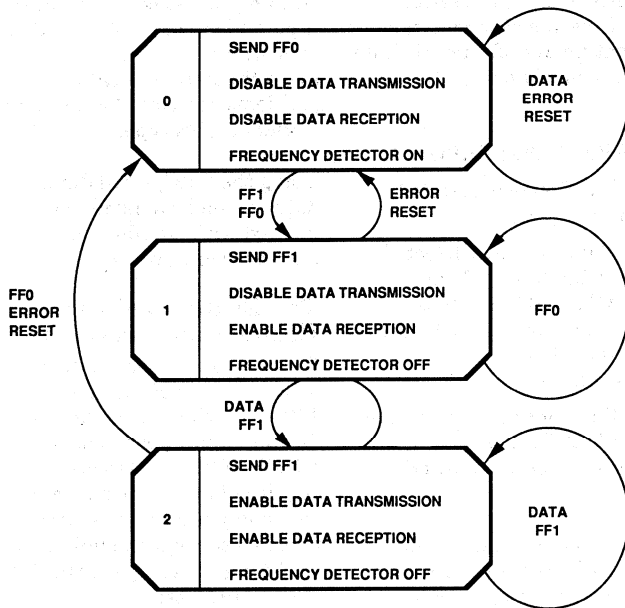 SEND FF0
DISABLE DATA TRANSMISSION
0
DISABLE DATA RECEPTION
FREQUENCY DETECTOR ON
DATA
ERROR
RESET
FF1
FF0
ERROR
RESET
SEND FF1
DISABLE DATA TRANSMISSION
1
ENABLE DATA RECEPTION
FREQUENCY DETECTOR OFF
FF0
FF0
ERROR
RESET
DATA
FF1
SEND FF1
ENABLE DATA TRANSMISSION
2
ENABLE DATA RECEPTION
FREQUENCY DETECTOR OFF
DATA
FF1